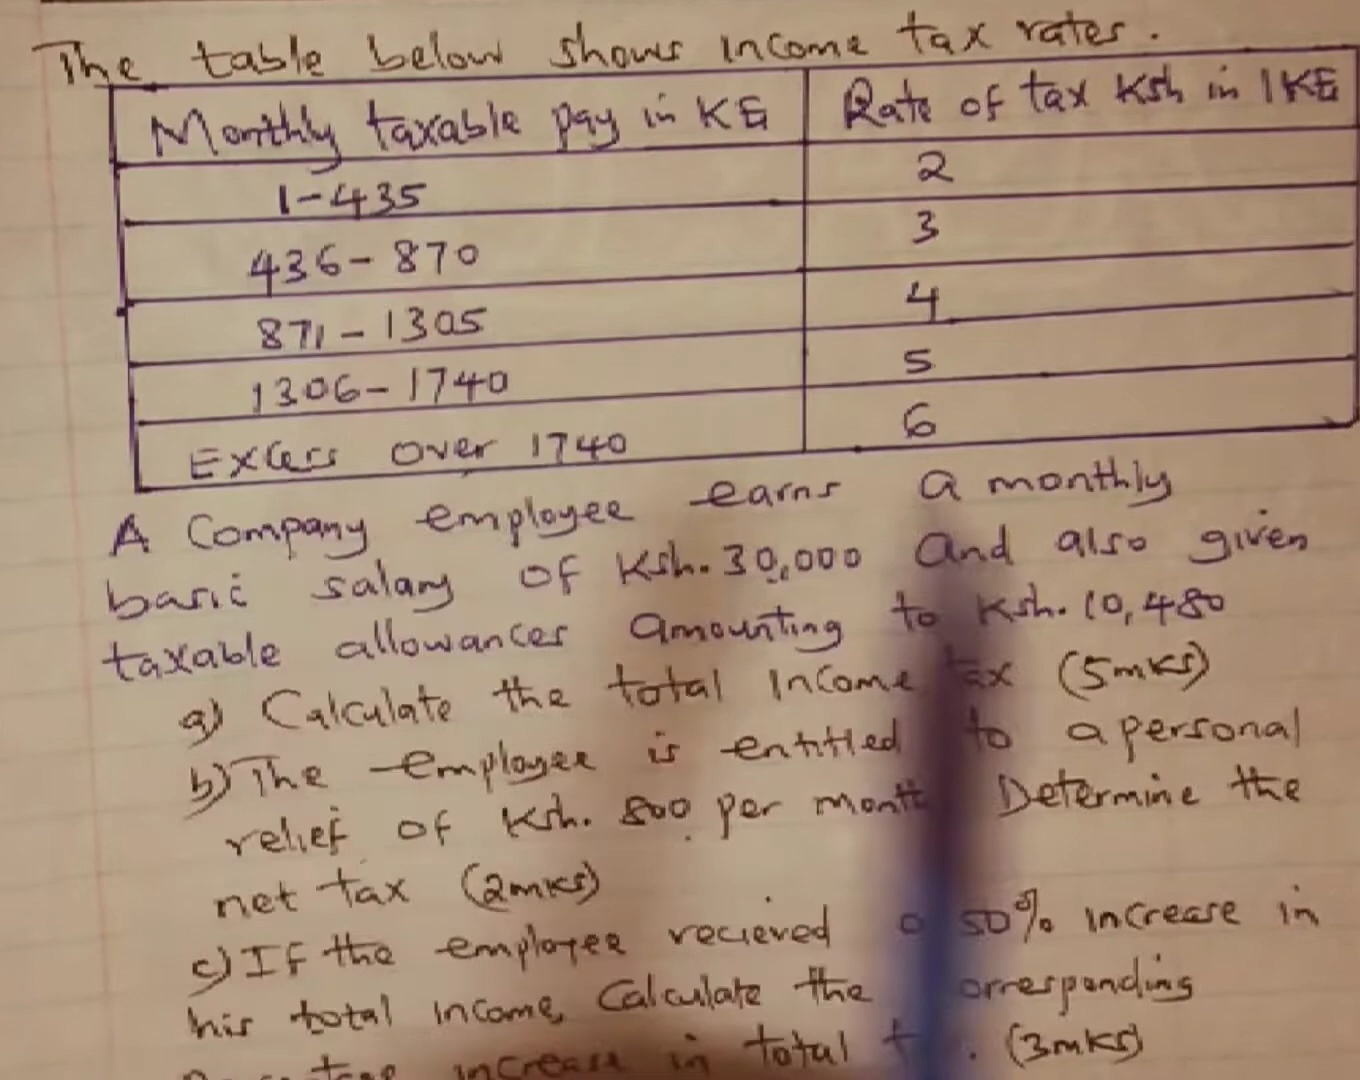 The table below shows income tax rates.
Monthly taxable pay in K£ Rate of tax Ksh in 1K£
1-435 2
436-870 3
871-1305 4
1306-1740 5
Excess over 1740 6
A Company employee earns a monthly
basic salary of Ksh. 30,000 and also given
taxable allowances amounting to Ksh. 10,480
a) Calculate the total income tax (5mks)
b) The employee is entitled to a personal
relief of Ksh. 800 per month Determine the
net tax (2mks)
c) If the employee recieved a 50% increase in
his total income, Calculate the corresponding
increase in total (3mks)